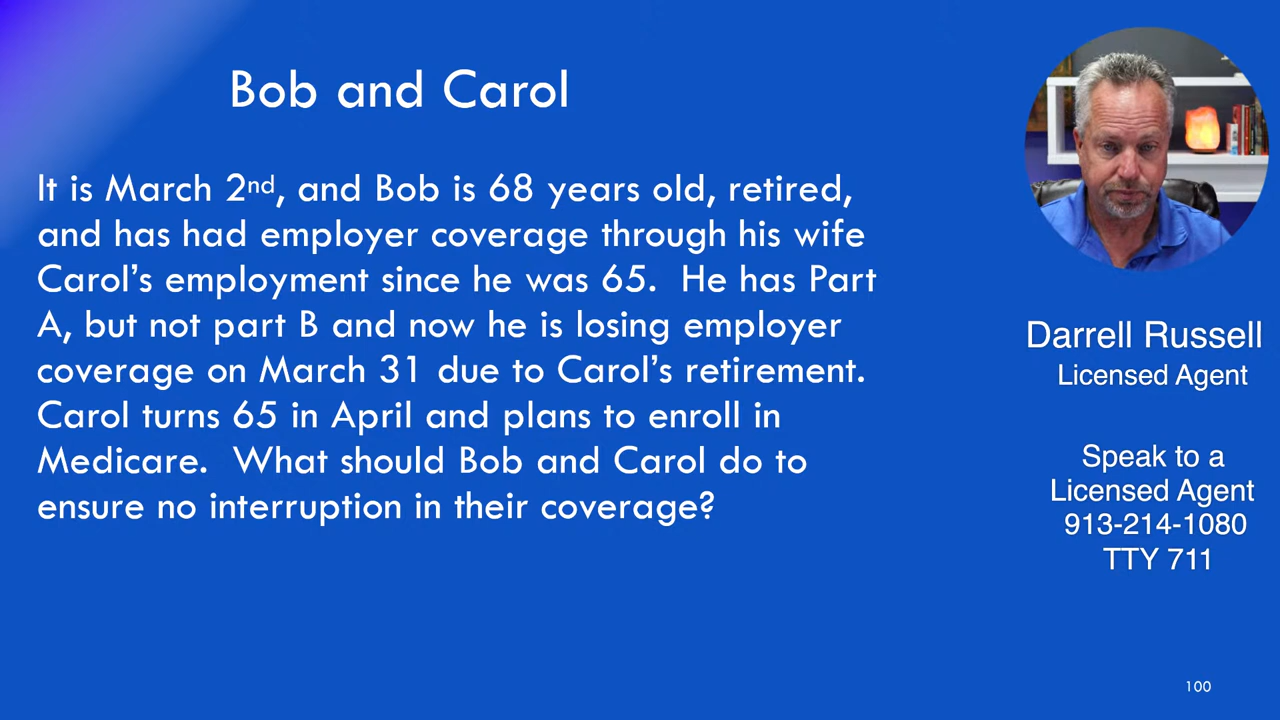 Bob and Carol
It is March 2nd, and Bob is 68 years old, retired,
and has had employer coverage through his wife
Carol’s employment since he was 65.  He has Part
A, but not part B and now he is losing employer
coverage on March 31 due to Carol’s retirement.
Carol turns 65 in April and plans to enroll in
Medicare.  What should Bob and Carol do to
ensure no interruption in their coverage?
Darrell Russell
Licensed Agent
Speak to a
Licensed Agent
913-214-1080
TTY 711
100